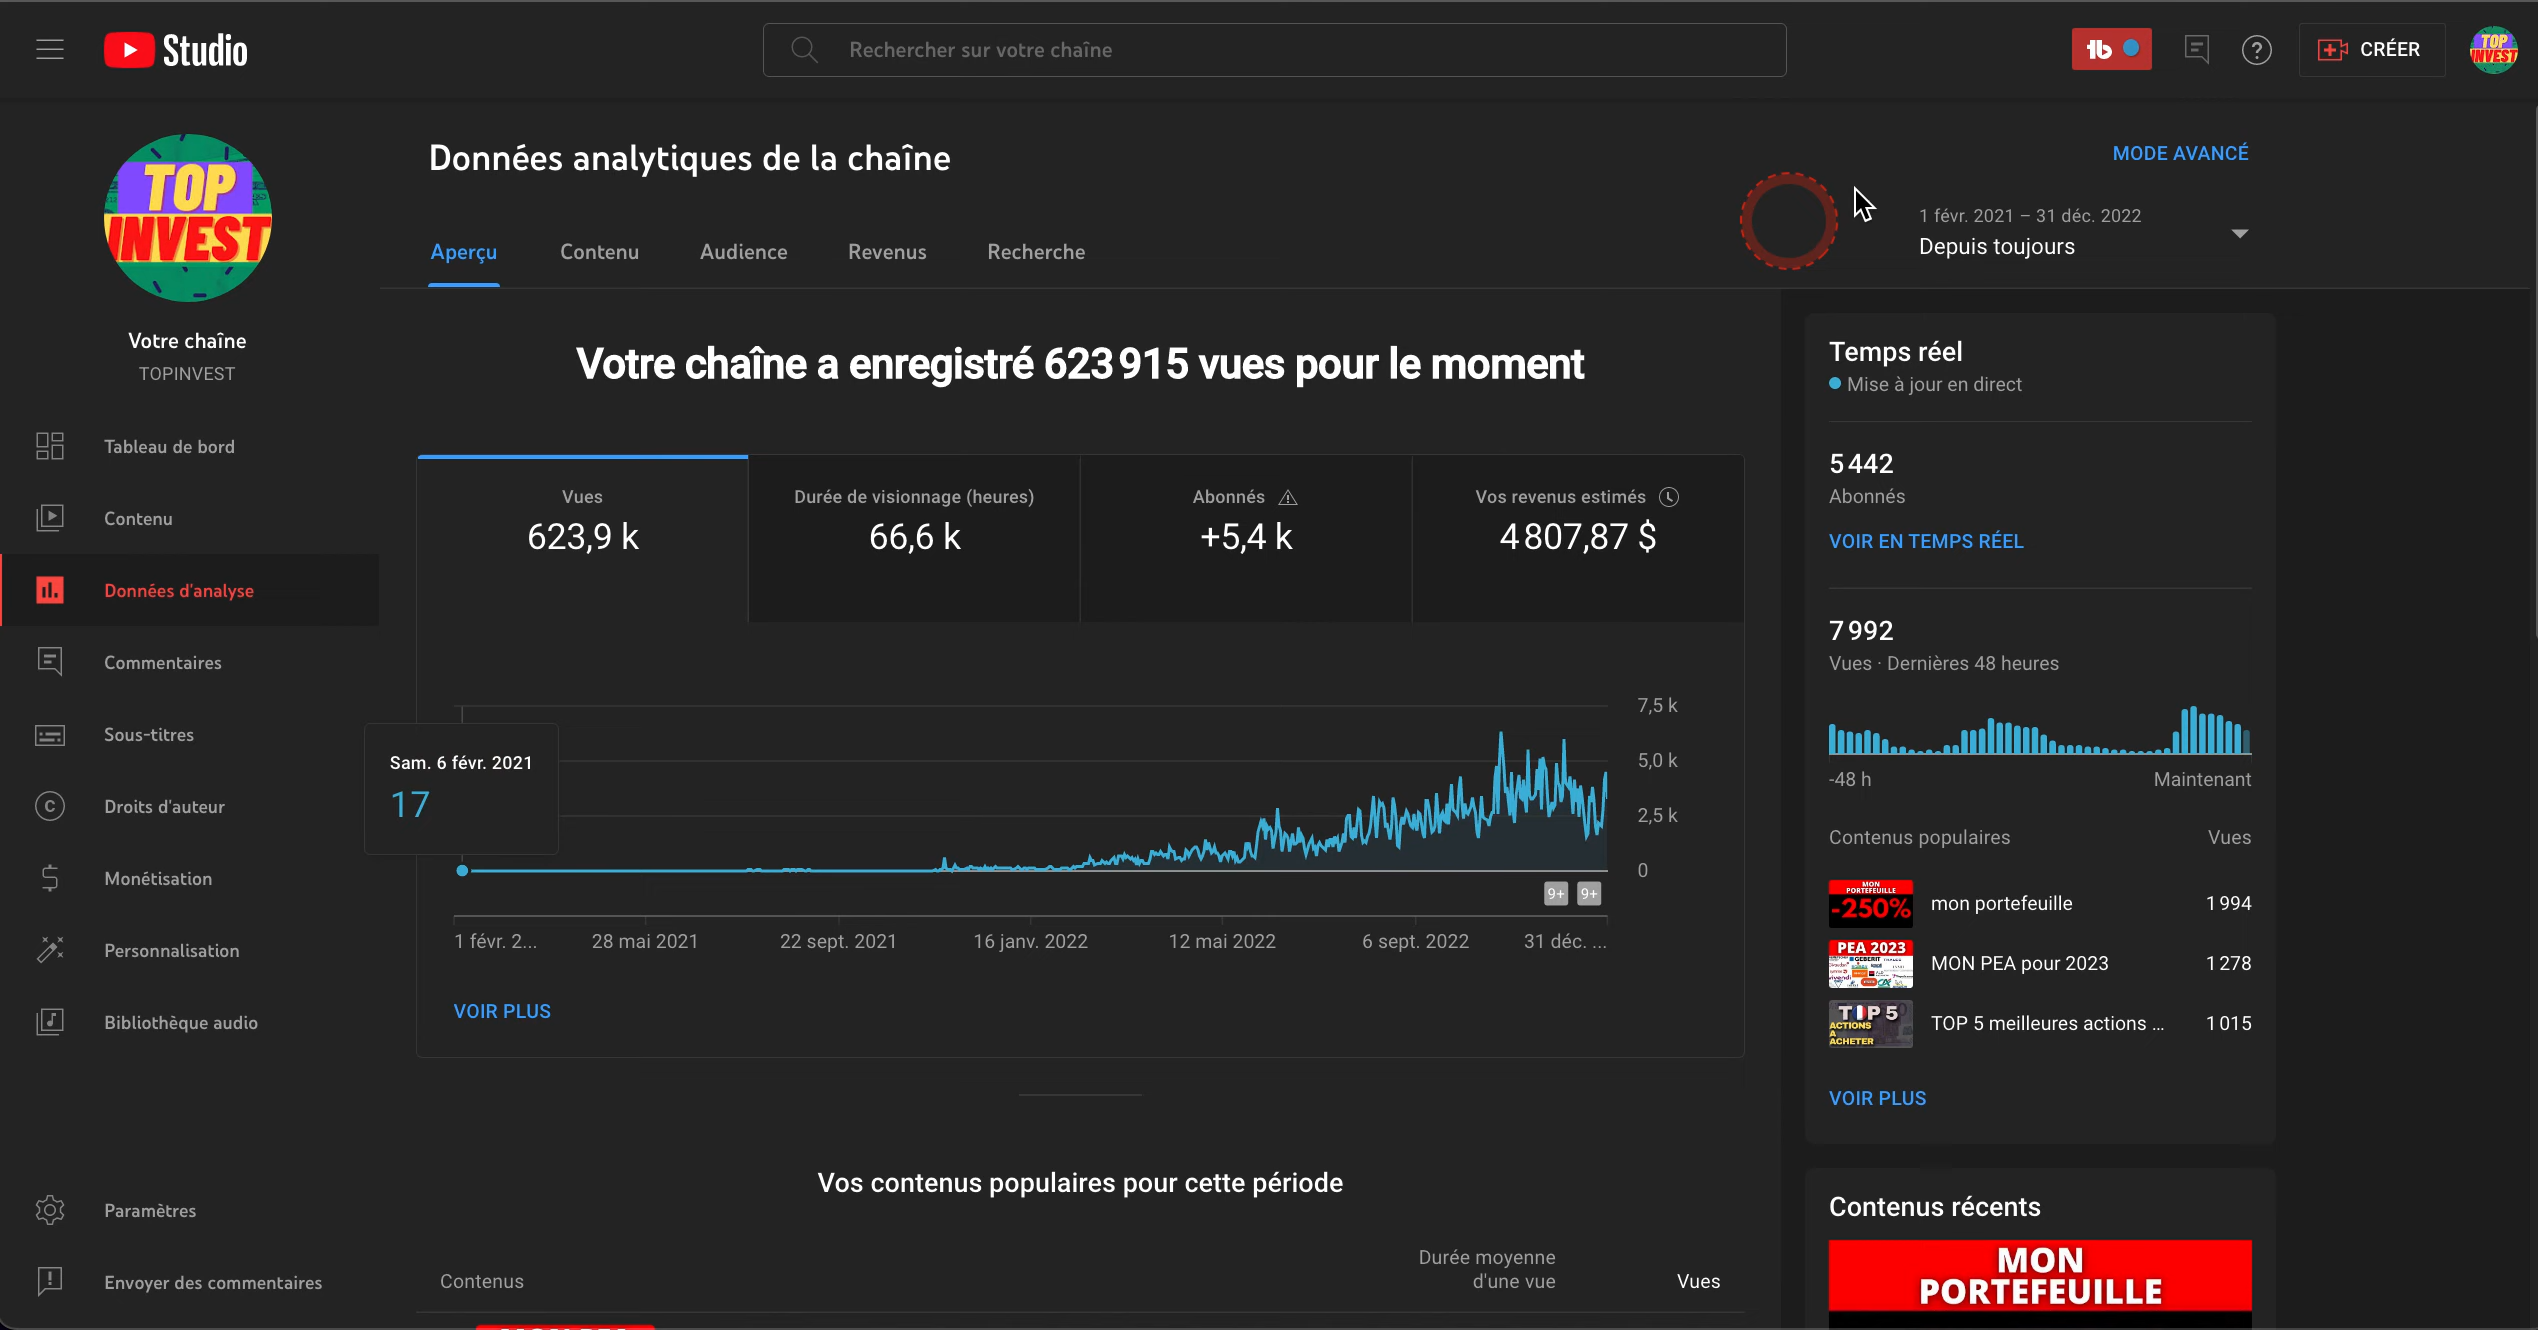 Studio
Rechercher sur votre chaîne
CRÉER
TOP
INVEST
TOP
INVEST
Votre chaîne
TOPINVEST
Tableau de bord
Contenu
Données d'analyse
Commentaires
Sous-titres
Droits d'auteur
Monétisation
Personnalisation
Bibliothèque audio
Paramètres
Envoyer des commentaires
Données analytiques de la chaîne
MODE AVANCÉ
1 févr. 2021 – 31 déc. 2022
Depuis toujours
Aperçu Contenu Audience Revenus Recherche
Votre chaîne a enregistré 623 915 vues pour le moment
Vues
623,9 k
Durée de visionnage (heures)
66,6 k
Abonnés
+5,4 k
Vos revenus estimés
4 807,87 $
7,5 k
5,0 k
2,5 k
0
Sam. 6 févr. 2021
17
9+ 9+
1 févr. 2... 28 mai 2021 22 sept. 2021 16 janv. 2022 12 mai 2022 6 sept. 2022 31 déc. ...
VOIR PLUS
Vos contenus populaires pour cette période
Contenus
Durée moyenne
d'une vue
Vues
Temps réel
Mise à jour en direct
5 442
Abonnés
VOIR EN TEMPS RÉEL
7 992
Vues · Dernières 48 heures
-48 h Maintenant
Contenus populaires Vues
MON
PORTEFEUILLE
-250%
mon portefeuille 1 994
PEA 2023
MON PEA pour 2023 1 278
TOP 5
ACTIONS
A
ACHETER
TOP 5 meilleures actions ... 1 015
VOIR PLUS
Contenus récents
MON
PORTEFEUILLE